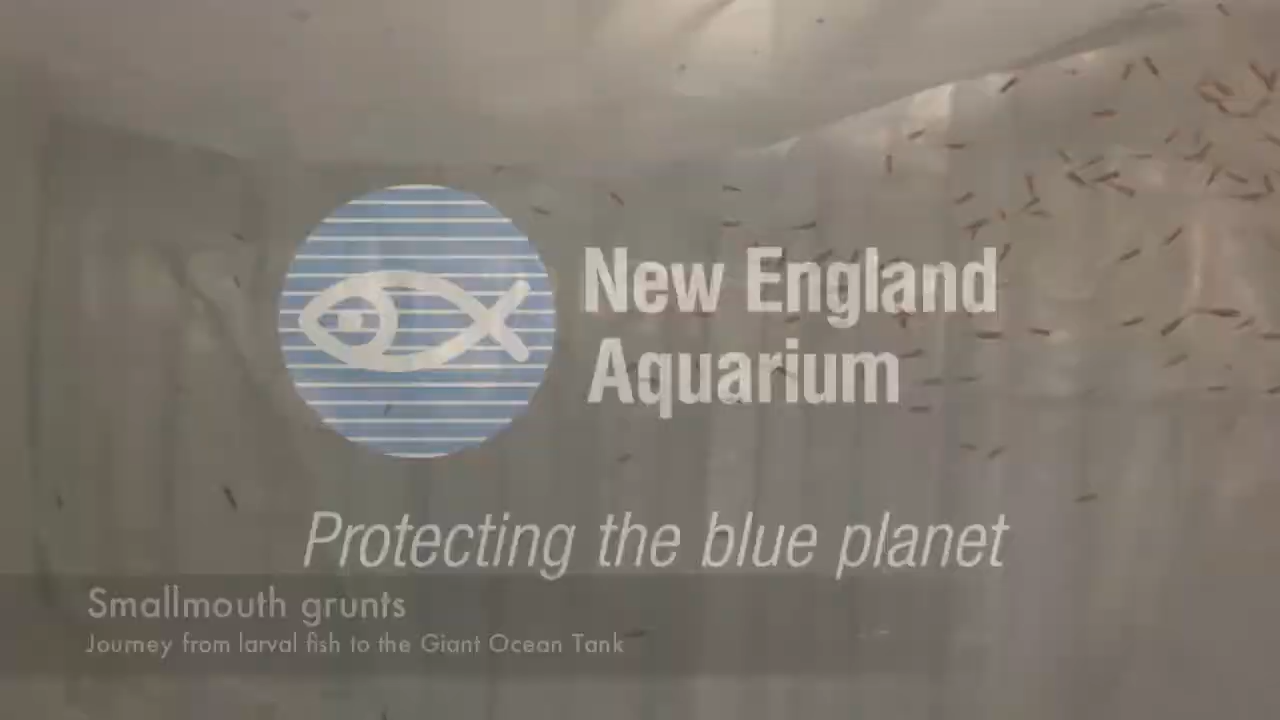 New England
Aquarium
Protecting the blue planet
Smallmouth grunts
Journey from larval fish to the Giant Ocean Tank